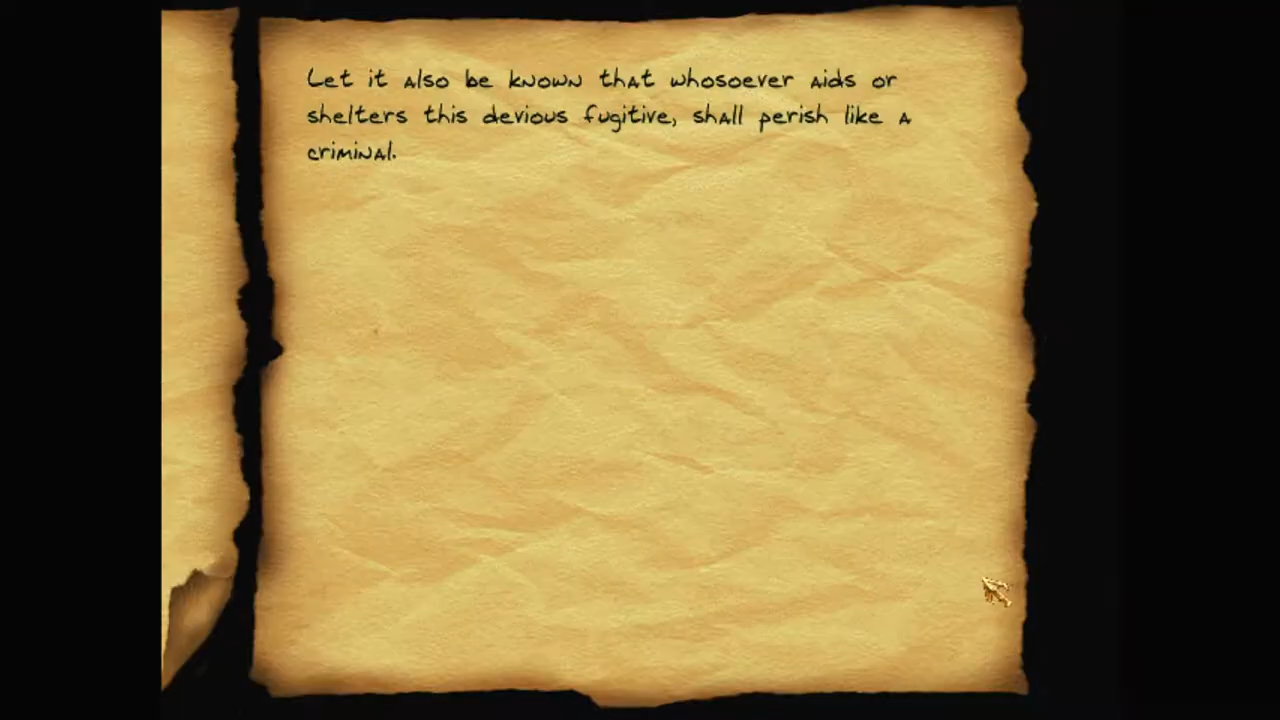 Let it also be known that whosoever aids or
shelters this devious fugitive, shall perish like a
criminal.